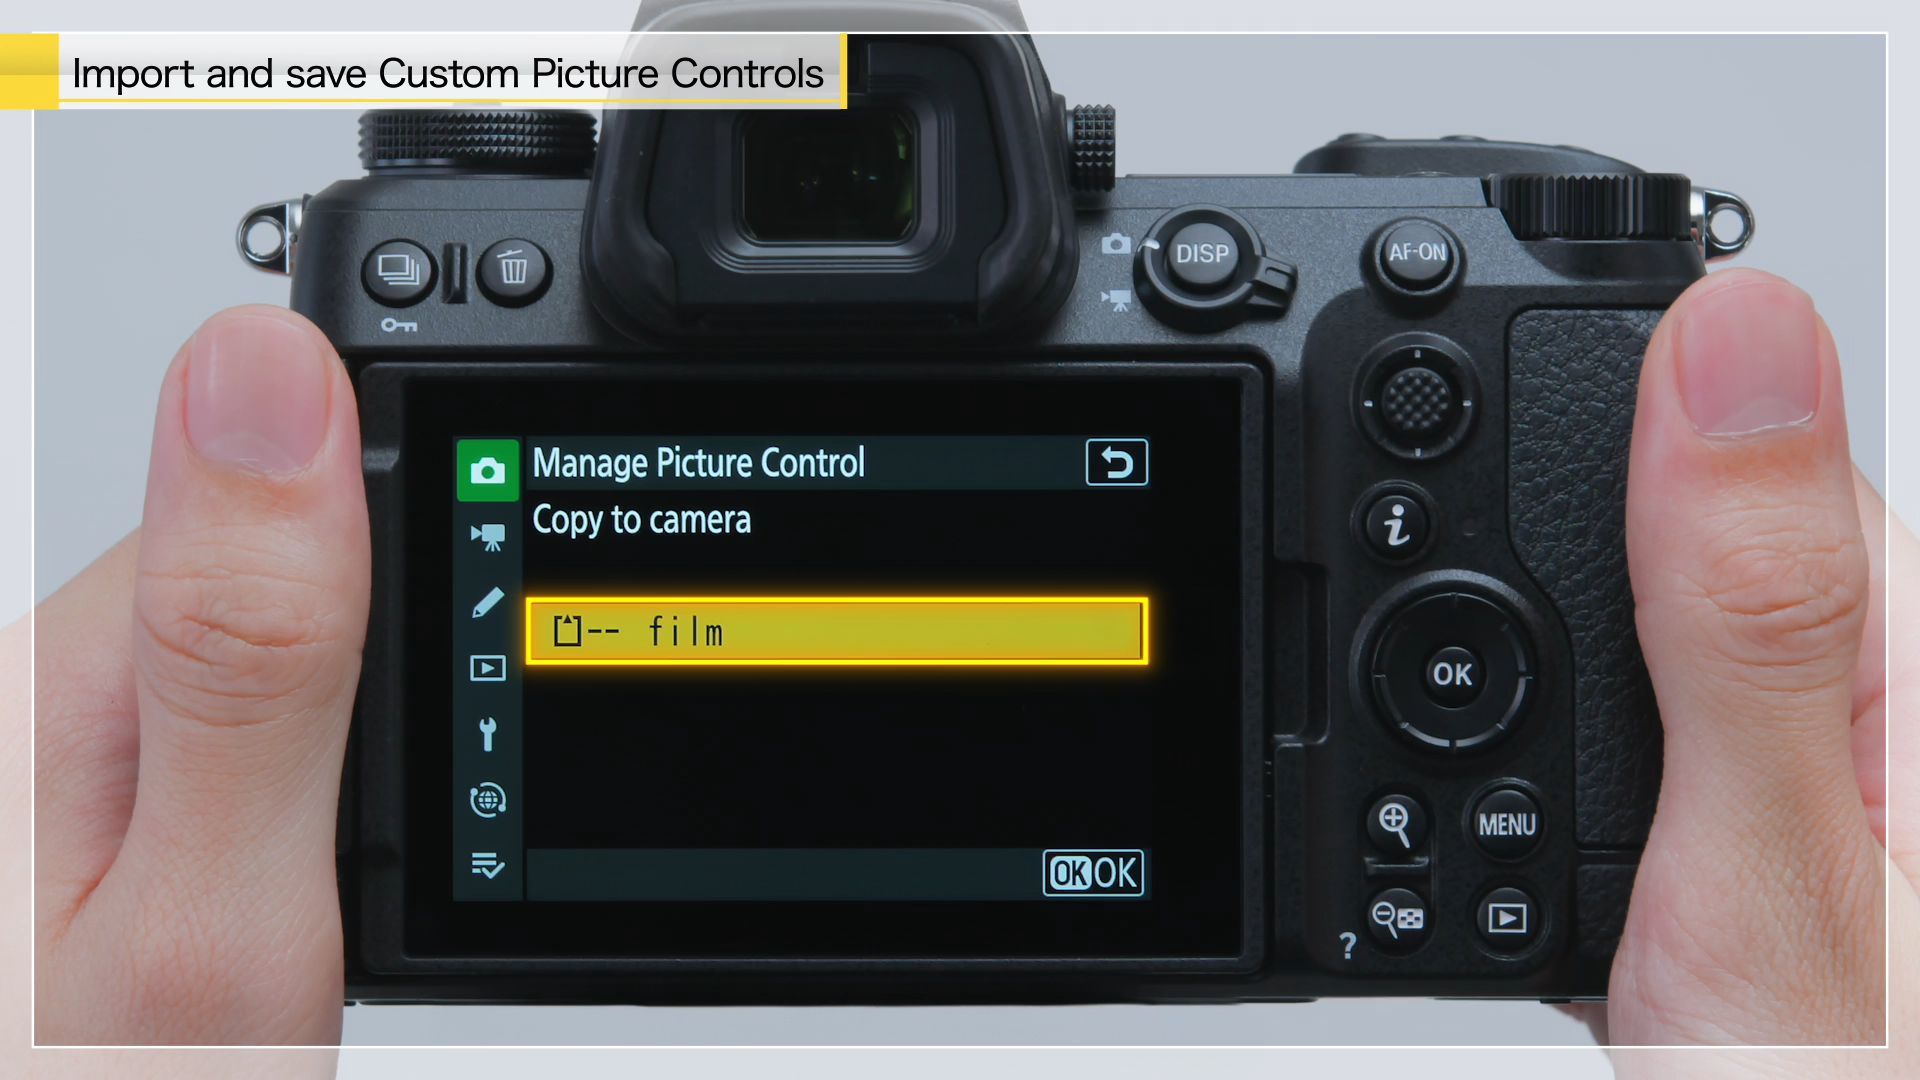 Import and save Custom Picture Controls
DISP
AF-ON
Manage Picture Control
Copy to camera
-- film
OK OK
i
OK
MENU
?